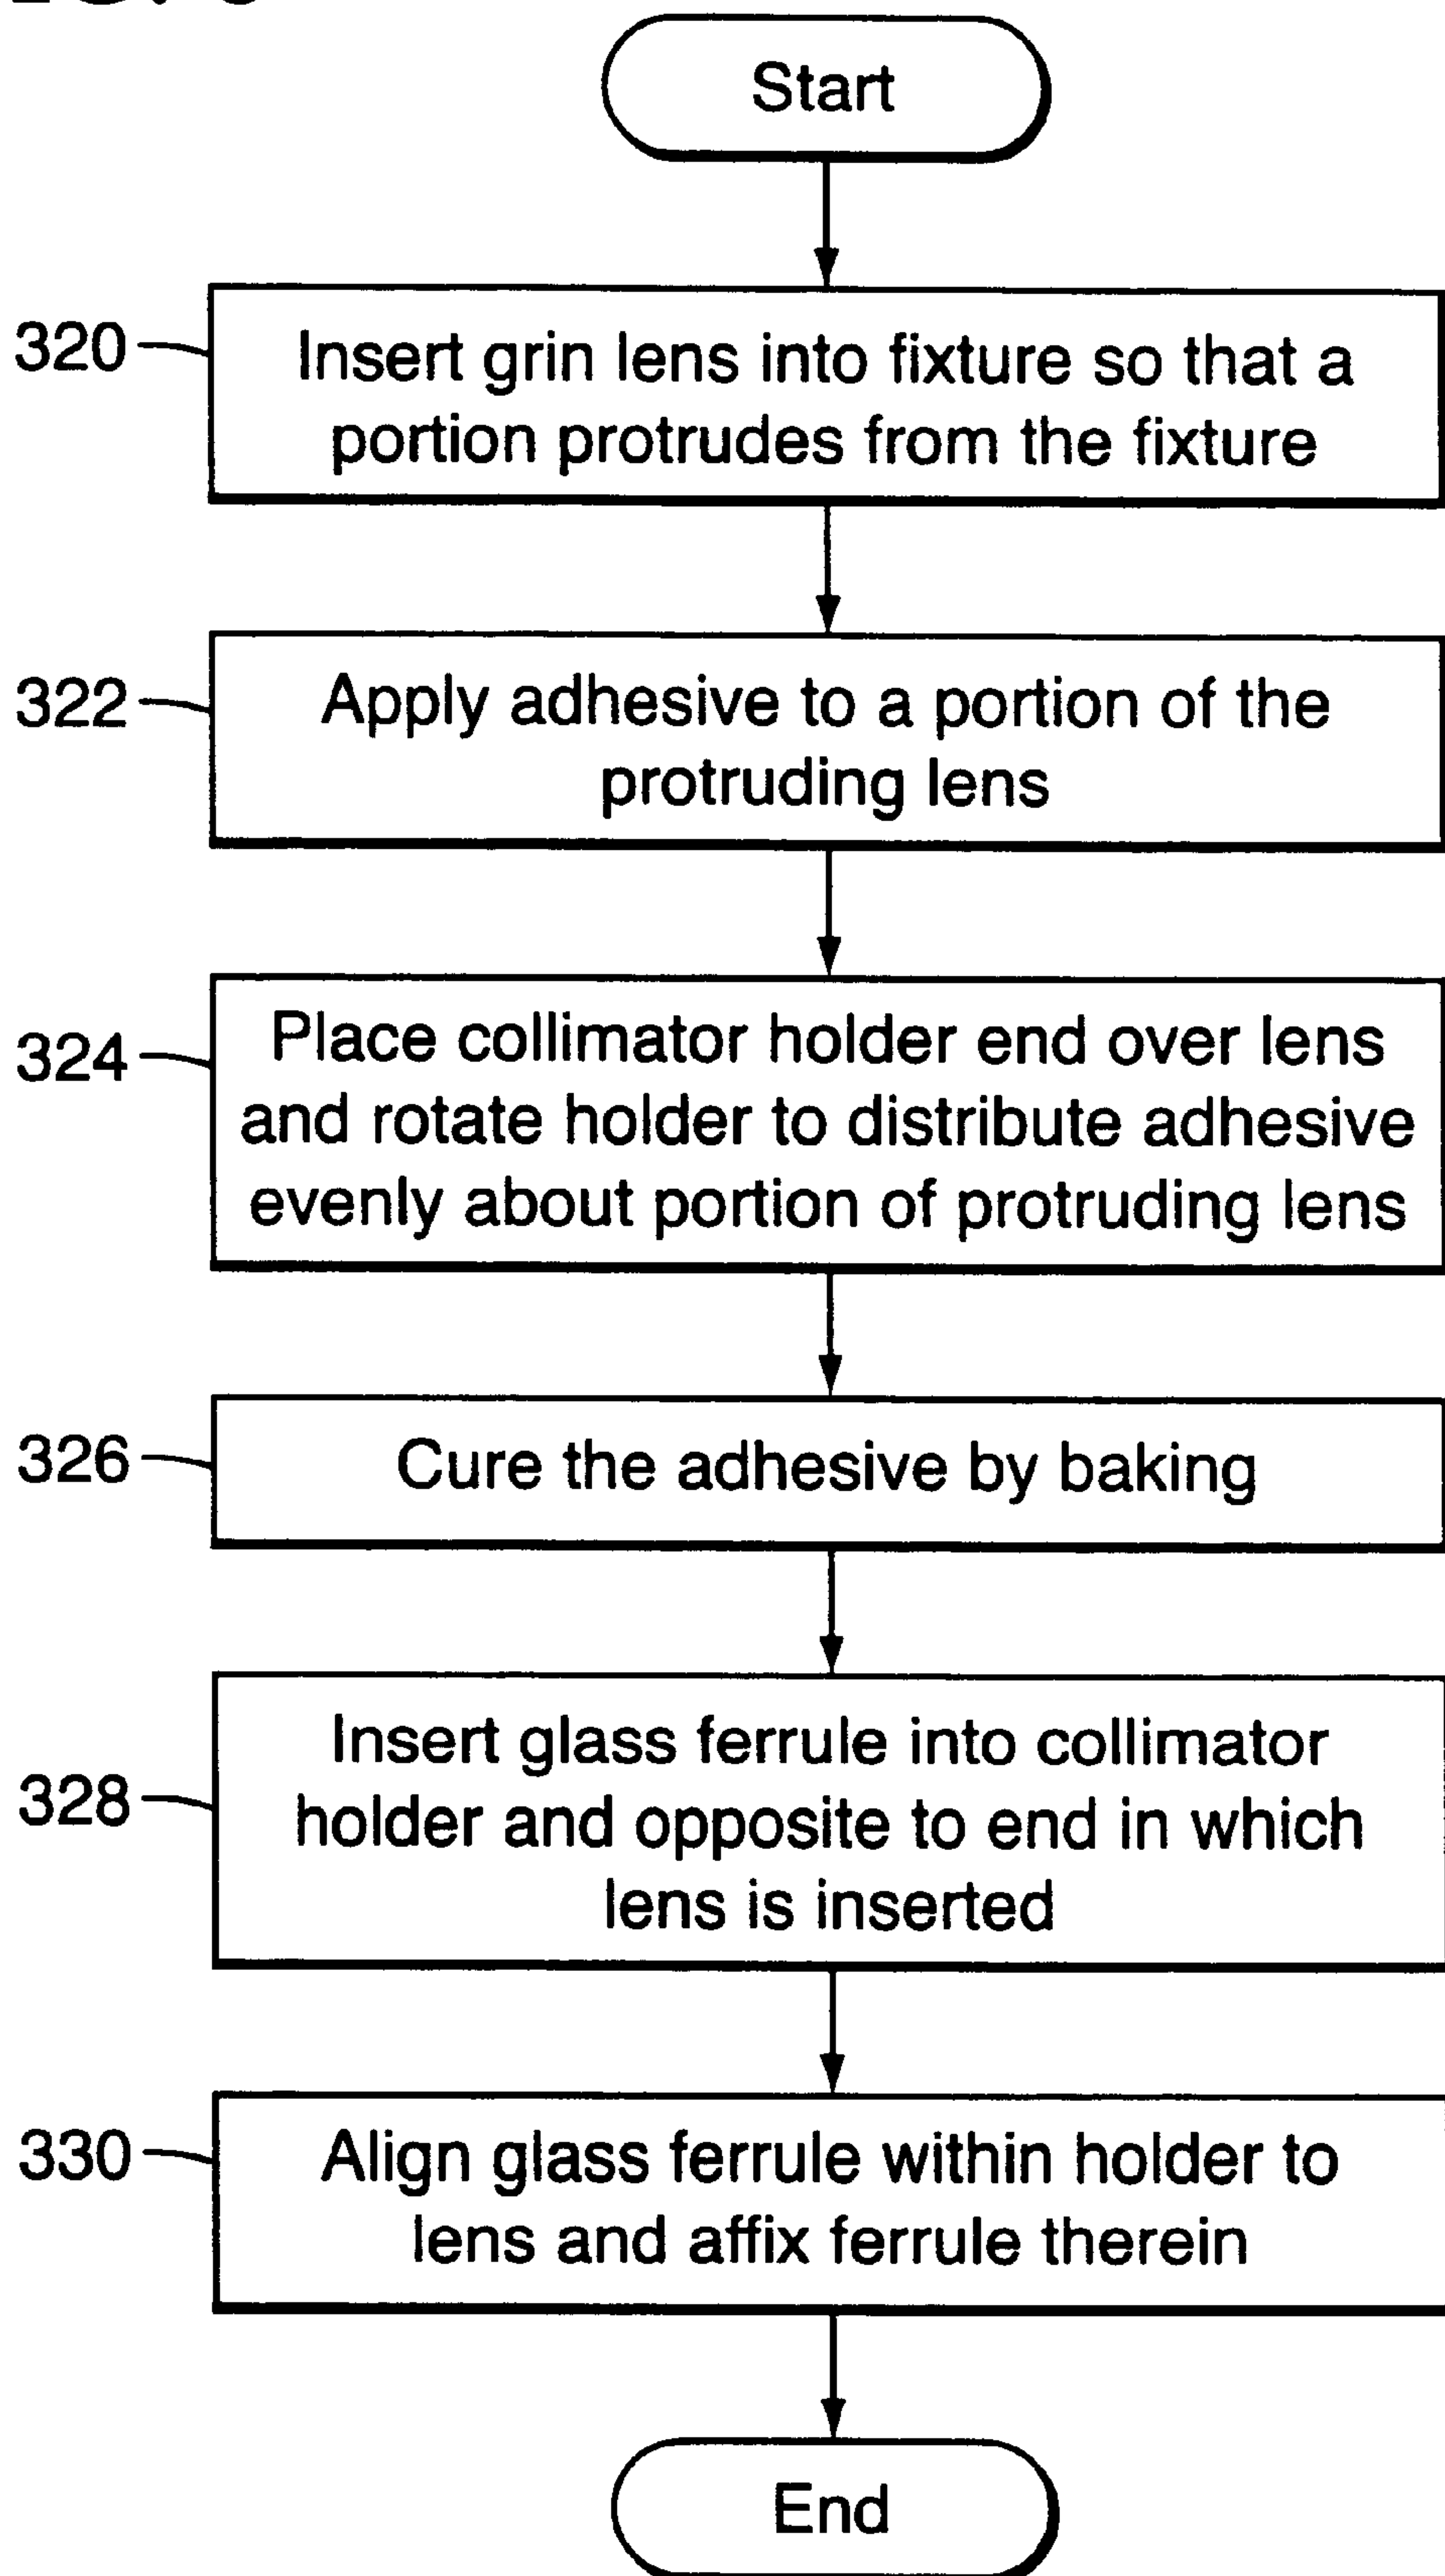 Start
320
Insert grin lens into fixture so that a
portion protrudes from the fixture
322
Apply adhesive to a portion of the
protruding lens
324
Place collimator holder end over lens
and rotate holder to distribute adhesive
evenly about portion of protruding lens
326
Cure the adhesive by baking
328
Insert glass ferrule into collimator
holder and opposite to end in which
lens is inserted
330
Align glass ferrule within holder to
lens and affix ferrule therein
End